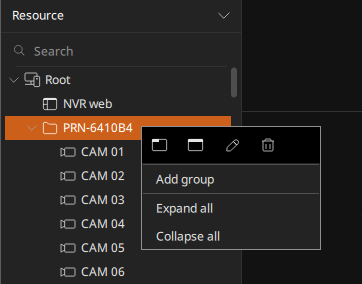 Resource
Search
Root
NVR web
PRN-6410B4
CAM 01
CAM 02
CAM 03
CAM 04
CAM 05
CAM 06
Add group
Expand all
Collapse all